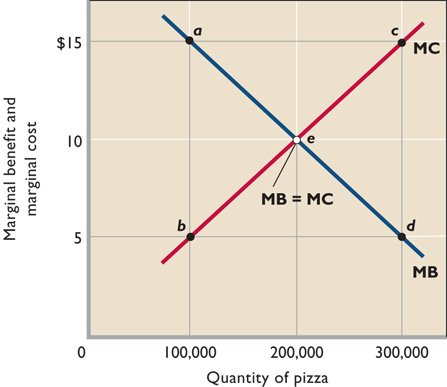 Marginal benefit and
marginal cost
$15
10
5
0
a
c
MC
e
MB = MC
b
d
MB
100,000
200,000
300,000
Quantity of pizza